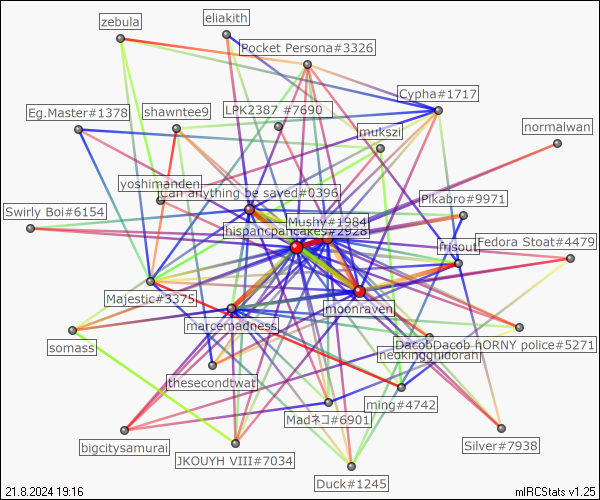 eliakith
zebula
Pocket Persona#3326
Cypha#1717
Eg.Master#1378
shawntee9
LPK2387 #7690
mukszi
normalwan
yoshimanden
Can anything be saved#0396
Pikabro#9971
Swirly Boi#6154
Mushy#1984
hispancpancakes#2928
frisout
Fedora Stoat#4479
Majestic#3375
moonraven
marcemadness
DacobDacob hORNY police#5271
somass
neokingghidorah
thesecondtwat
ming#4742
Madネコ#6901
bigcitysamurai
Silver#7938
JKOUYH VIII#7034
Duck#1245
21.8.2024 19:16
mIRCStats v1.25